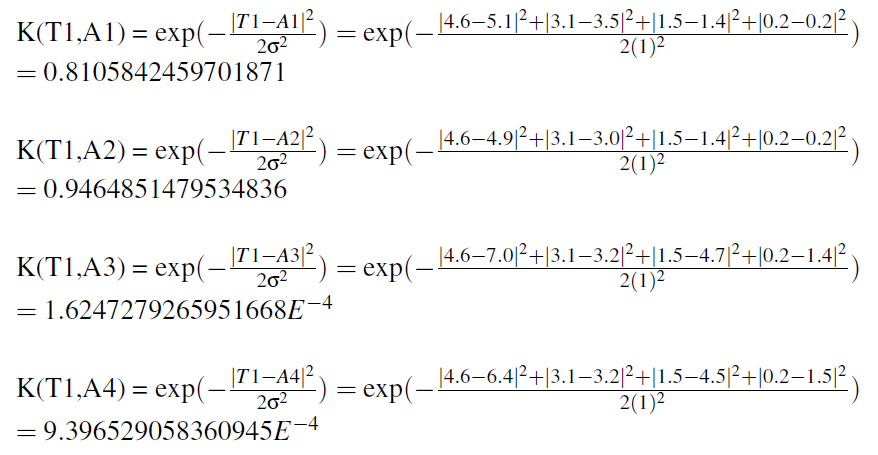 K(T1,A1) = exp(−|T1−A1|²/2σ²) = exp(−|4.6−5.1|²+|3.1−3.5|²+|1.5−1.4|²+|0.2−0.2|²/2(1)²)
= 0.8105842459701871
K(T1,A2) = exp(−|T1−A2|²/2σ²) = exp(−|4.6−4.9|²+|3.1−3.0|²+|1.5−1.4|²+|0.2−0.2|²/2(1)²)
= 0.9464851479534836
K(T1,A3) = exp(−|T1−A3|²/2σ²) = exp(−|4.6−7.0|²+|3.1−3.2|²+|1.5−4.7|²+|0.2−1.4|²/2(1)²)
= 1.6247279265951668E⁻⁴
K(T1,A4) = exp(−|T1−A4|²/2σ²) = exp(−|4.6−6.4|²+|3.1−3.2|²+|1.5−4.5|²+|0.2−1.5|²/2(1)²)
= 9.396529058360945E⁻⁴